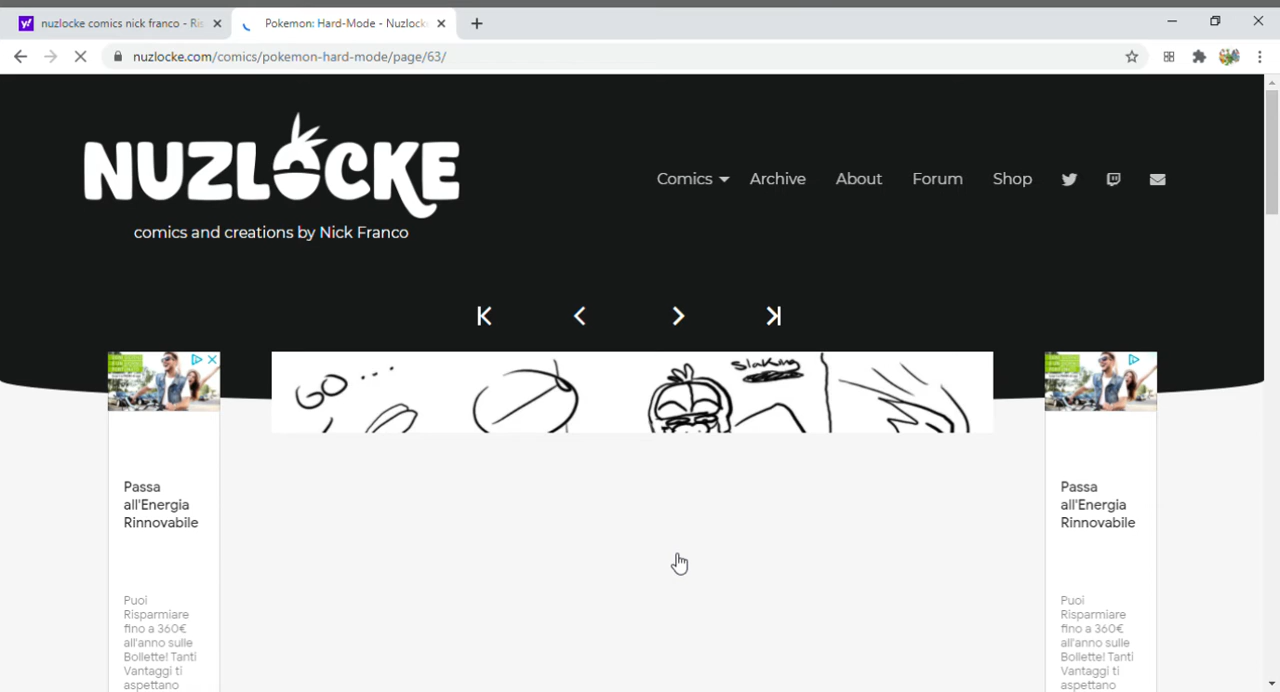 nuzlocke comics nick franco - Ris
Pokemon: Hard-Mode - Nuzlocke
nuzlocke.com/comics/pokemon-hard-mode/page/63/
NUZLOCKE
comics and creations by Nick Franco
Comics Archive About Forum Shop
GO...
Slaking
Passa
all'Energia
Rinnovabile
Puoi
Risparmiare
fino a 360€
all'anno sulle
Bollette! Tanti
Vantaggi ti
aspettano
Passa
all'Energia
Rinnovabile
Puoi
Risparmiare
fino a 360€
all'anno sulle
Bollette! Tanti
Vantaggi ti
aspettano